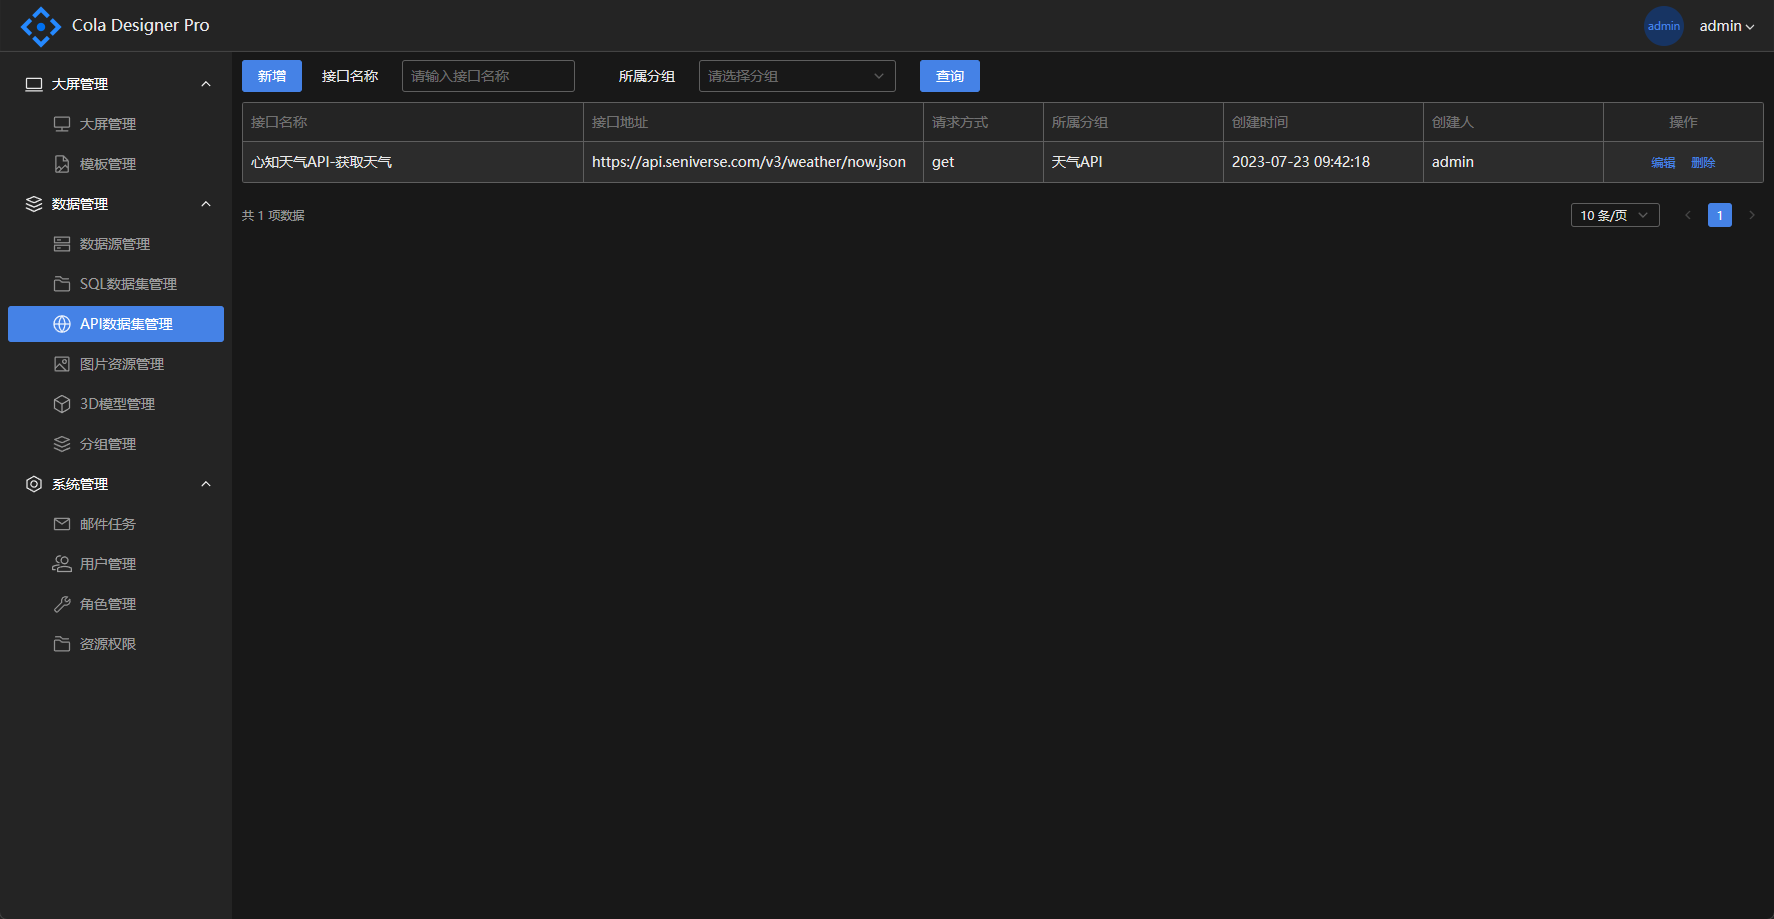 Cola Designer Pro
admin
admin
大屏管理
大屏管理
模板管理
数据管理
数据源管理
SQL数据集管理
API数据集管理
图片资源管理
3D模型管理
分组管理
系统管理
邮件任务
用户管理
角色管理
资源权限
新增 接口名称 请输入接口名称 所属分组 请选择分组 查询
接口名称 接口地址 请求方式 所属分组 创建时间 创建人 操作
心知天气API-获取天气 https://api.seniverse.com/v3/weather/now.json get 天气API 2023-07-23 09:42:18 admin 编辑 删除
共 1 项数据 10 条/页 1